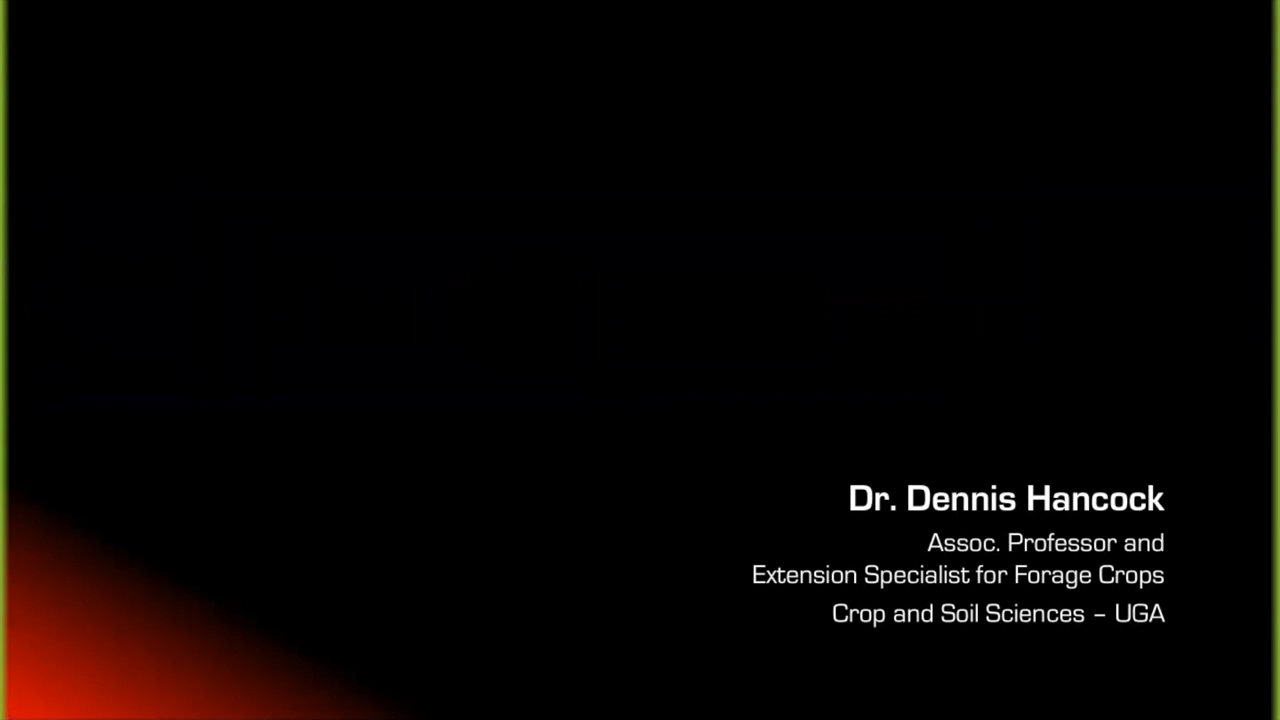 Dr. Dennis Hancock
Assoc. Professor and
Extension Specialist for Forage Crops
Crop and Soil Sciences – UGA